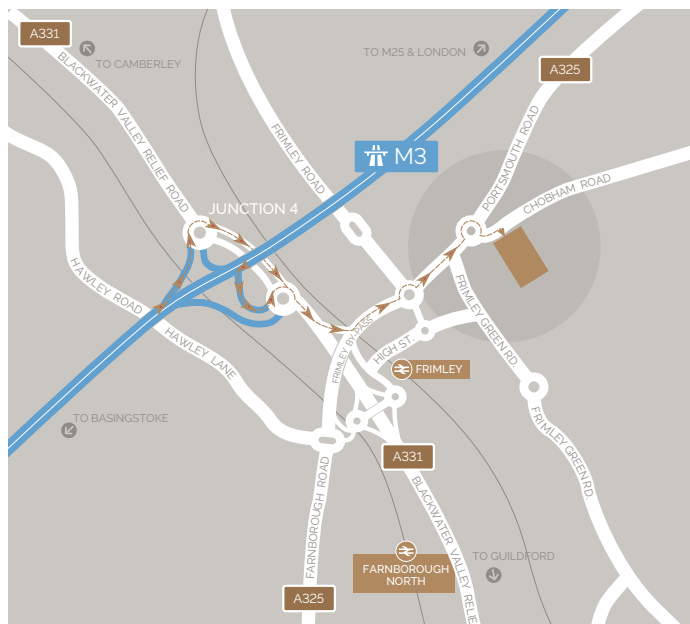 A331
TO CAMBERLEY
TO M25 & LONDON
A325
BLACKWATER VALLEY RELIEF ROAD
FRIMLEY ROAD
M3
PORTSMOUTH ROAD
CHOBHAM ROAD
JUNCTION 4
HAWLEY ROAD
HAWLEY LANE
FRIMLEY BY-PASS
HIGH ST.
FRIMLEY GREEN RD.
FRIMLEY
TO BASINGSTOKE
FRIMLEY GREEN RD.
A331
FARNBOROUGH ROAD
BLACKWATER VALLEY RELIE
FARNBOROUGH
NORTH
TO GUILDFORD
A325